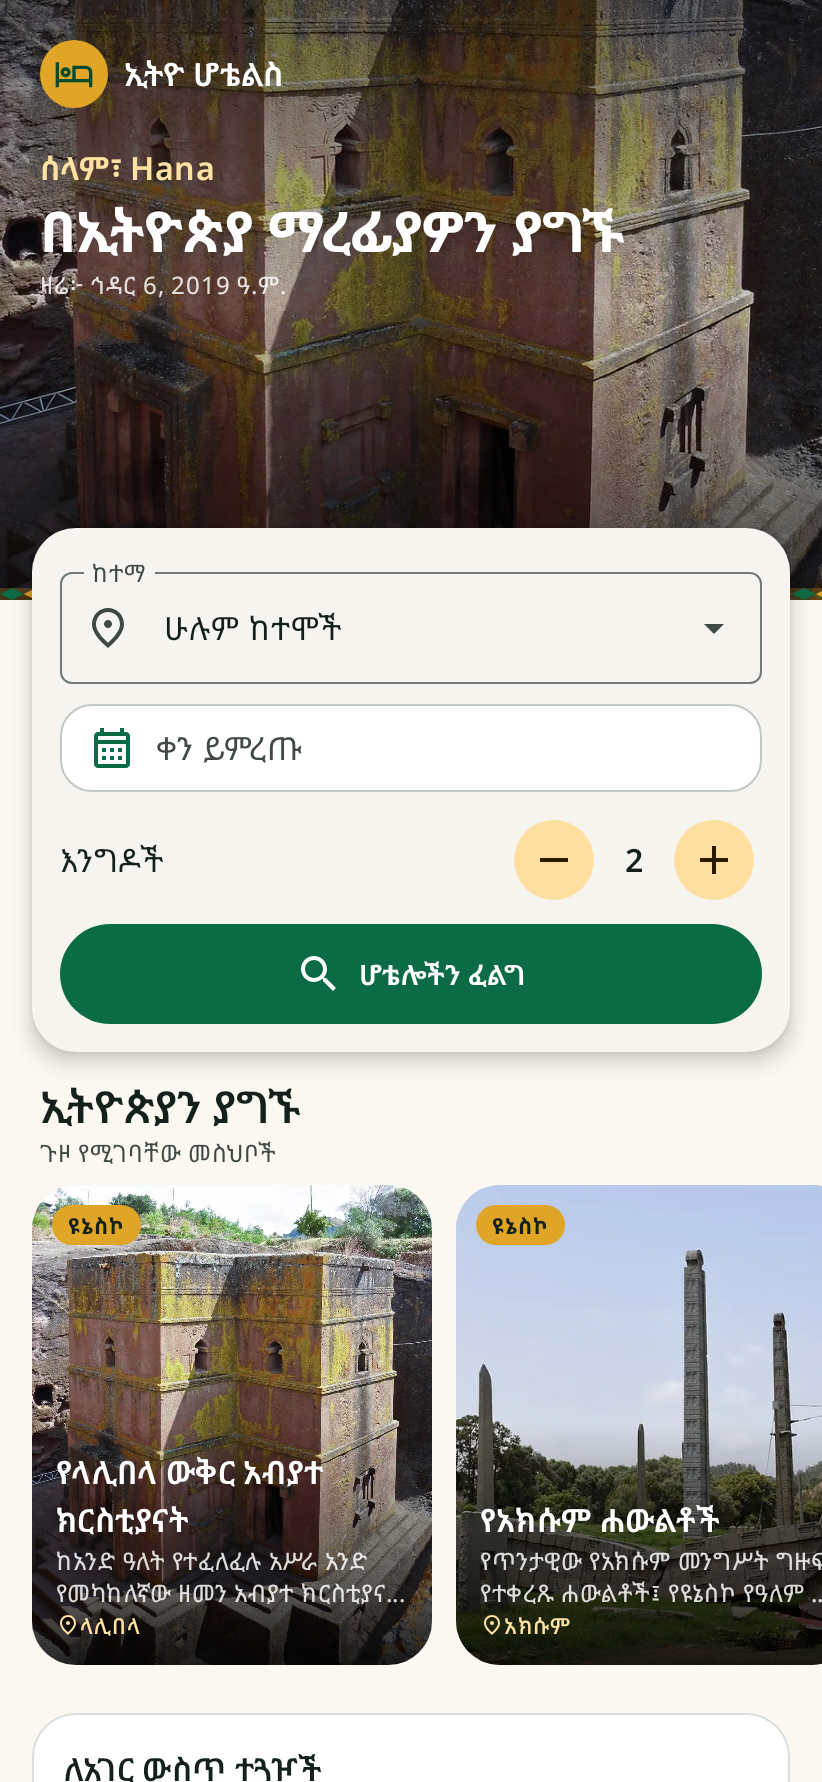 ኢትዮ ሆቴልስ
ሰላም፣ Hana
በኢትዮጵያ ማረፊያዎን ያግኙ
ዛሬ፦ ኅዳር 6, 2019 ዓ.ም.
ከተማ
ሁሉም ከተሞች
ቀን ይምረጡ
እንግዶች
2
ሆቴሎችን ፈልግ
ኢትዮጵያን ያግኙ
ጉዞ የሚገባቸው መስህቦች
ዩኔስኮ
የላሊበላ ውቅር አብያተ
ክርስቲያናት
ከአንድ ዓለት የተፈለፈሉ አሥራ አንድ
የመካከለኛው ዘመን አብያተ ክርስቲያና...
ላሊበላ
ዩኔስኮ
የአክሱም ሐውልቶች
የጥንታዊው የአክሱም መንግሥት ግዙፍ
የተቀረጹ ሐውልቶች፤ የዩኔስኮ የዓለም ...
አክሱም
ለአገር ውስጥ ተጓዦች